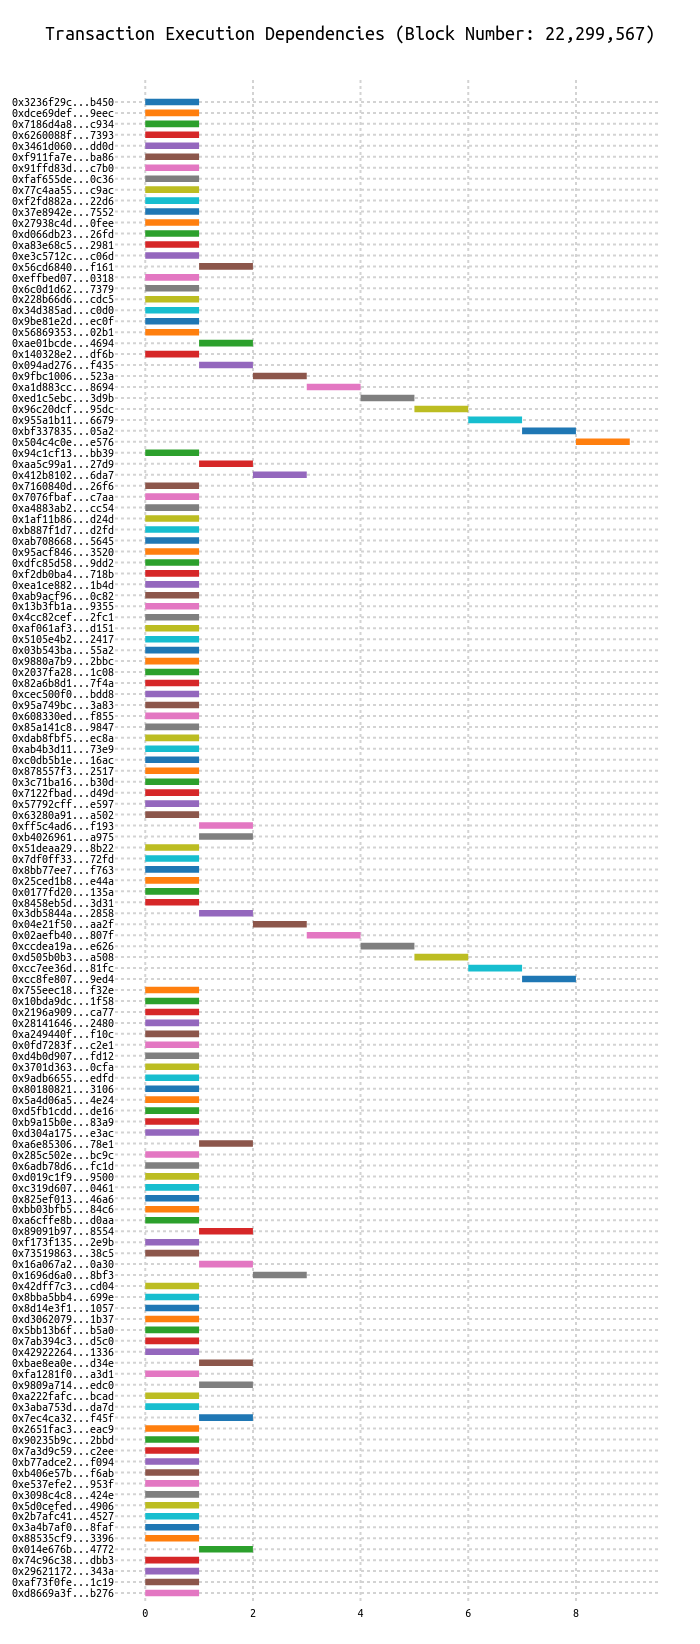 Transaction Execution Dependencies (Block Number: 22,299,567)
0x3236f29c...b450
0xdce69def...9eec
0x7186d4a8...c934
0x6260088f...7393
0x3461d060...dd0d
0xf911fa7e...ba86
0x91ffd83d...c7b0
0xfaf655de...0c36
0x77c4aa55...c9ac
0xf2fd882a...22d6
0x37e8942e...7552
0x27938c4d...0fee
0xd066db23...26fd
0xa83e68c5...2981
0xe3c5712c...c06d
0x56cd6840...f161
0xeffbed07...0318
0x6c0d1d62...7379
0x228b66d6...cdc5
0x34d385ad...c0d0
0x9be81e2d...ec0f
0x56869353...02b1
0xae01bcde...4694
0x140328e2...df6b
0x094ad276...f435
0x9fbc1006...523a
0xa1d883cc...8694
0xed1c5ebc...3d9b
0x96c20dcf...95dc
0x955a1b11...6679
0xbf337835...05a2
0x504c4c0e...e576
0x94c1cf13...bb39
0xaa5c99a1...27d9
0x412b8102...6da7
0x7160840d...26f6
0x7076fbaf...c7aa
0xa4883ab2...cc54
0x1af11b86...d24d
0xb887f1d7...d2fd
0xab708668...5645
0x95acf846...3520
0xdfc85d58...9dd2
0xf2db0ba4...718b
0xea1ce882...1b4d
0xab9acf96...0c82
0x13b3fb1a...9355
0x4cc82cef...2fc1
0xaf061af3...d151
0x5105e4b2...2417
0x03b543ba...55a2
0x9880a7b9...2bbc
0x2037fa28...1c08
0x82a6b8d1...7f4a
0xcec500f0...bdd8
0x95a749bc...3a83
0x608330ed...f855
0x85a141c8...9847
0xdab8fbf5...ec8a
0xab4b3d11...73e9
0xc0db5b1e...16ac
0x878557f3...2517
0x3c71ba16...b30d
0x7122fbad...d49d
0x57792cff...e597
0x63280a91...a502
0xff5c4ad6...f193
0xb4026961...a975
0x51deaa29...8b22
0x7df0ff33...72fd
0x8bb77ee7...f763
0x25ced1b8...e44a
0x0177fd20...135a
0x8458eb5d...3d31
0x3db5844a...2858
0x04e21f50...aa2f
0x02aefb40...807f
0xccdea19a...e626
0xd505b0b3...a508
0xcc7ee36d...81fc
0xcc8fe807...9ed4
0x755eec18...f32e
0x10bda9dc...1f58
0x2196a909...ca77
0x28141646...2480
0xa249440f...f10c
0x0fd7283f...c2e1
0xd4b0d907...fd12
0x3701d363...0cfa
0x9adb6655...edfd
0x80180821...3106
0x5a4d06a5...4e24
0xd5fb1cdd...de16
0xb9a15b0e...83a9
0xd304a175...e3ac
0xa6e85306...78e1
0x285c502e...bc9c
0x6adb78d6...fc1d
0xd019c1f9...9500
0xc319d607...0461
0x825ef013...46a6
0xbb03bfb5...84c6
0xa6cffe8b...d0aa
0x89091b97...8554
0xf173f135...2e9b
0x73519863...38c5
0x16a067a2...0a30
0x1696d6a0...8bf3
0x42dff7c3...cd04
0x8bba5bb4...699e
0x8d14e3f1...1057
0xd3062079...1b37
0x5bb13b6f...b5a0
0x7ab394c3...d5c0
0x42922264...1336
0xbae8ea0e...d34e
0xfa1281f0...a3d1
0x9809a714...edc0
0xa222fafc...bcad
0x3aba753d...da7d
0x7ec4ca32...f45f
0x2651fac3...eac9
0x90235b9c...2bbd
0x7a3d9c59...c2ee
0xb77adce2...f094
0xb406e57b...f6ab
0xe537efe2...953f
0x3098c4c8...424e
0x5d0cefed...4906
0x2b7afc41...4527
0x3a4b7af0...8faf
0x88535cf9...3396
0x014e676b...4772
0x74c96c38...dbb3
0x29621172...343a
0xaf73f0fe...1c19
0xd8669a3f...b276
0 2 4 6 8